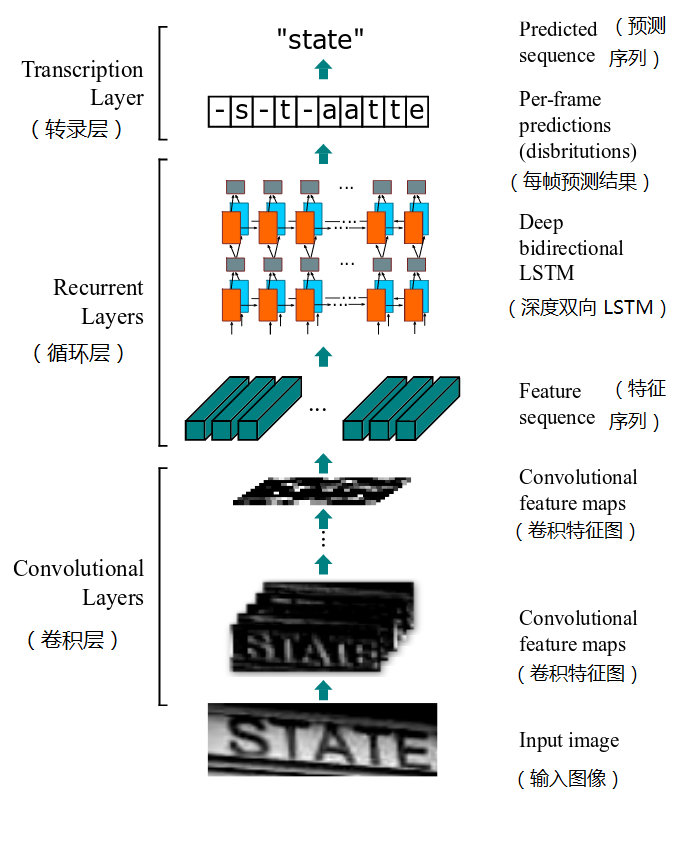 "state"
Predicted
sequence
（预测
序列）
Transcription
Layer
（转录层）
-s-t-aatte
Per-frame
predictions
(disbritutions)
（每帧预测结果）
Recurrent
Layers
（循环层）
...
...
Deep
bidirectional
LSTM
（深度双向 LSTM）
...
Feature
sequence
（特征
序列）
Convolutional
Layers
（卷积层）
Convolutional
feature maps
（卷积特征图）
STATE
Convolutional
feature maps
（卷积特征图）
STATE
Input image
（输入图像）